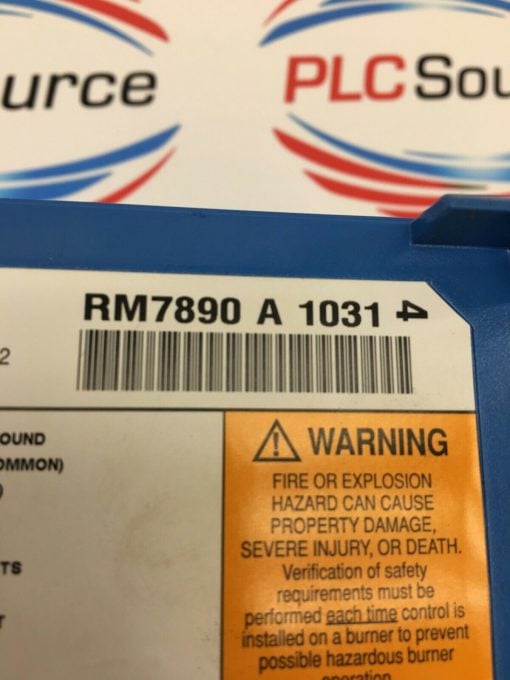 urce
PLC Sou
RM7890 A 1031 4
2
OUND
OMMON)
)
TS
T
WARNING
FIRE OR EXPLOSION
HAZARD CAN CAUSE
PROPERTY DAMAGE,
SEVERE INJURY, OR DEATH.
Verification of safety
requirements must be
performed each time control is
installed on a burner to prevent
possible hazardous burner
operation